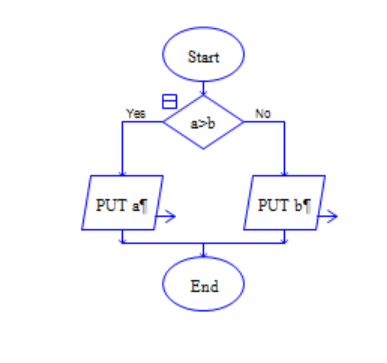 Start
Yes
a>b
No
PUT a¶
PUT b¶
End